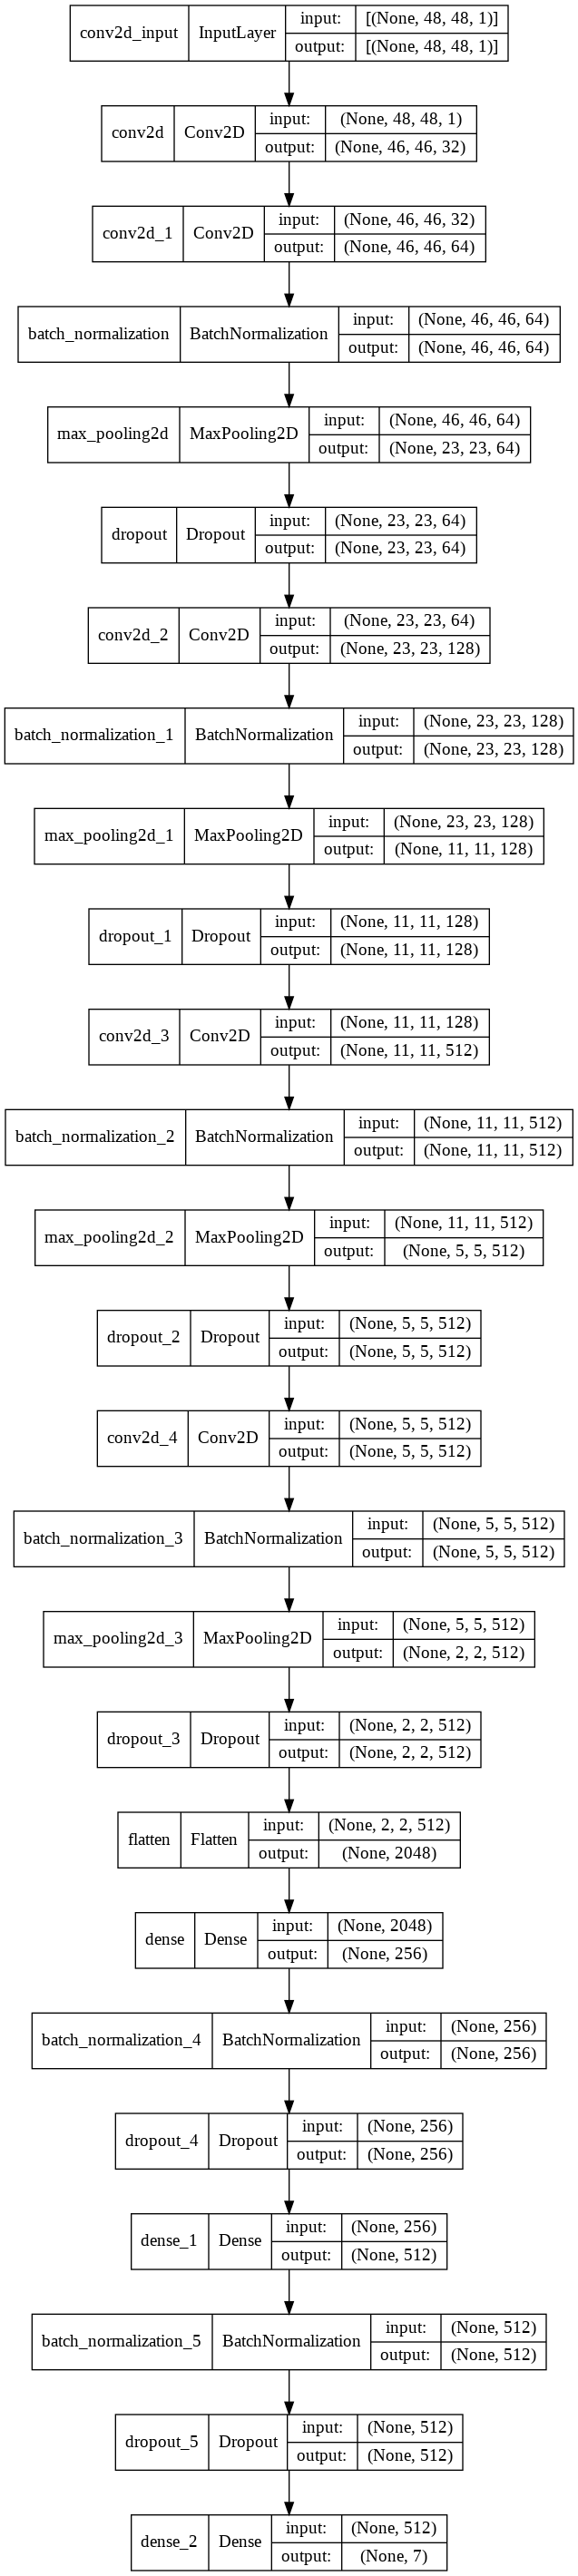 conv2d_input InputLayer input: [(None, 48, 48, 1)]
output: [(None, 48, 48, 1)]
conv2d Conv2D input: (None, 48, 48, 1)
output: (None, 46, 46, 32)
conv2d_1 Conv2D input: (None, 46, 46, 32)
output: (None, 46, 46, 64)
batch_normalization BatchNormalization input: (None, 46, 46, 64)
output: (None, 46, 46, 64)
max_pooling2d MaxPooling2D input: (None, 46, 46, 64)
output: (None, 23, 23, 64)
dropout Dropout input: (None, 23, 23, 64)
output: (None, 23, 23, 64)
conv2d_2 Conv2D input: (None, 23, 23, 64)
output: (None, 23, 23, 128)
batch_normalization_1 BatchNormalization input: (None, 23, 23, 128)
output: (None, 23, 23, 128)
max_pooling2d_1 MaxPooling2D input: (None, 23, 23, 128)
output: (None, 11, 11, 128)
dropout_1 Dropout input: (None, 11, 11, 128)
output: (None, 11, 11, 128)
conv2d_3 Conv2D input: (None, 11, 11, 128)
output: (None, 11, 11, 512)
batch_normalization_2 BatchNormalization input: (None, 11, 11, 512)
output: (None, 11, 11, 512)
max_pooling2d_2 MaxPooling2D input: (None, 11, 11, 512)
output: (None, 5, 5, 512)
dropout_2 Dropout input: (None, 5, 5, 512)
output: (None, 5, 5, 512)
conv2d_4 Conv2D input: (None, 5, 5, 512)
output: (None, 5, 5, 512)
batch_normalization_3 BatchNormalization input: (None, 5, 5, 512)
output: (None, 5, 5, 512)
max_pooling2d_3 MaxPooling2D input: (None, 5, 5, 512)
output: (None, 2, 2, 512)
dropout_3 Dropout input: (None, 2, 2, 512)
output: (None, 2, 2, 512)
flatten Flatten input: (None, 2, 2, 512)
output: (None, 2048)
dense Dense input: (None, 2048)
output: (None, 256)
batch_normalization_4 BatchNormalization input: (None, 256)
output: (None, 256)
dropout_4 Dropout input: (None, 256)
output: (None, 256)
dense_1 Dense input: (None, 256)
output: (None, 512)
batch_normalization_5 BatchNormalization input: (None, 512)
output: (None, 512)
dropout_5 Dropout input: (None, 512)
output: (None, 512)
dense_2 Dense input: (None, 512)
output: (None, 7)